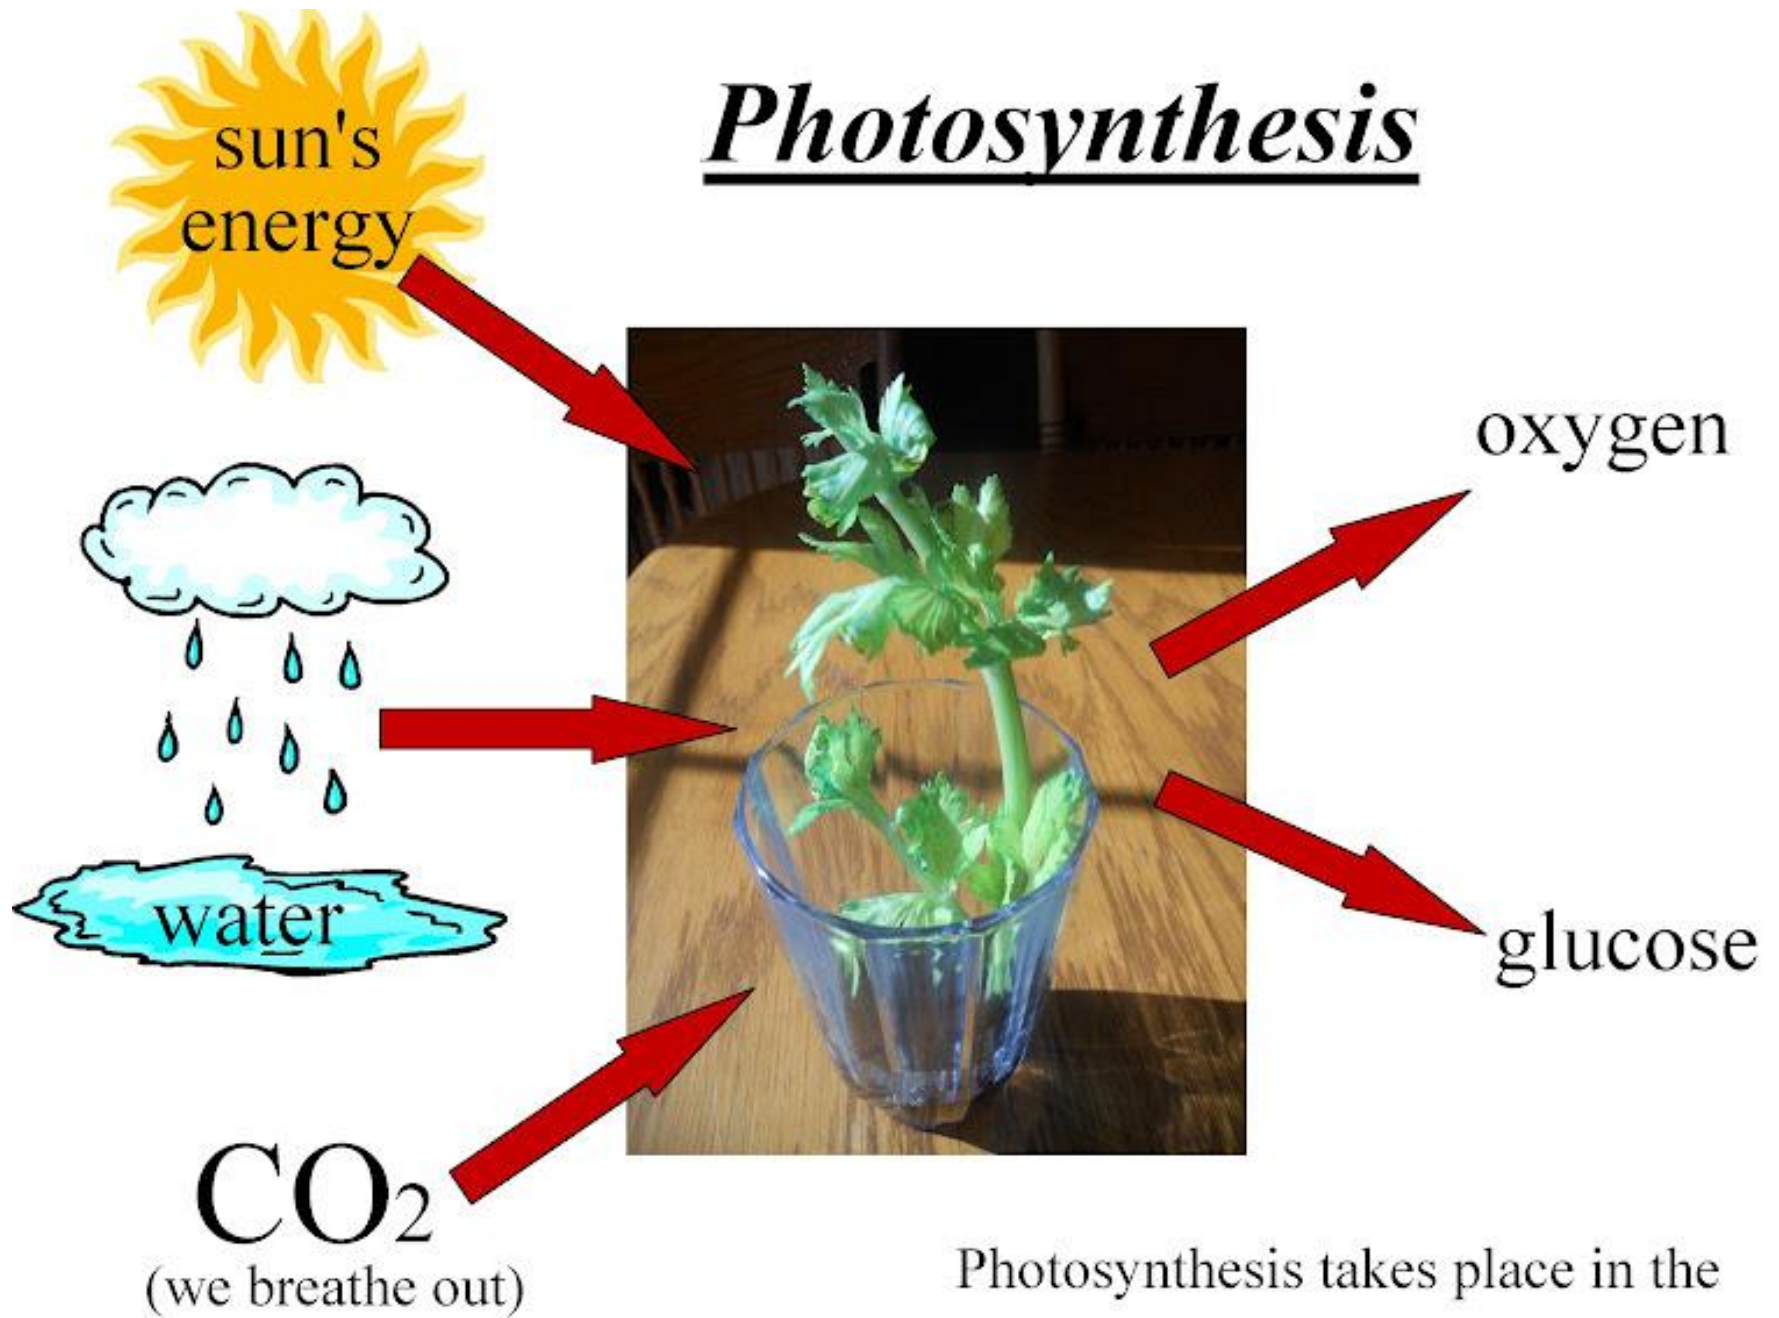 Photosynthesis
sun's
energy
oxygen
water
glucose
CO2
(we breathe out)
Photosynthesis takes place in the